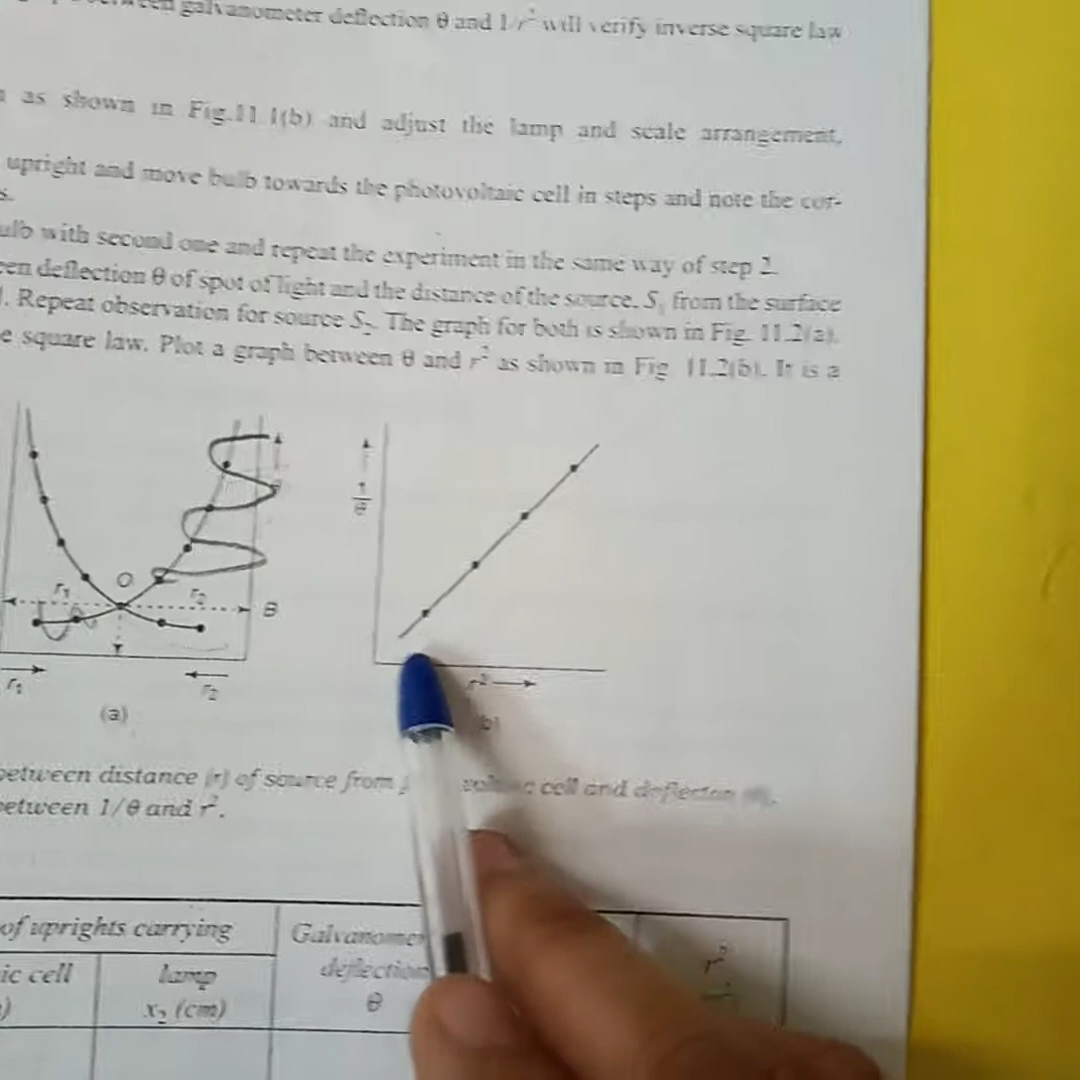 galvanometer deflection θ and 1/r² will verify inverse square law
as shown in Fig.11.1(b) and adjust the lamp and scale arrangement.
upright and move bulb towards the photovoltaic cell in steps and note the cor-
s.
ulb with second one and repeat the experiment in the same way of step 2.
een deflection θ of spot of light and the distance of the source, S₁ from the surface
l. Repeat observation for source S₂. The graph for both is shown in Fig. 11.2(a).
e square law. Plot a graph between θ and r² as shown in Fig. 11.2(b). It is a
1/θ
O
r₁
r₂
θ
r₁
r₂
r²
(a)
(b)
between distance (r) of source from cell and deflection
between 1/θ and r².
of uprights carrying
Galvanome
ic cell
lamp
deflection
r²
x₂ (cm)
θ